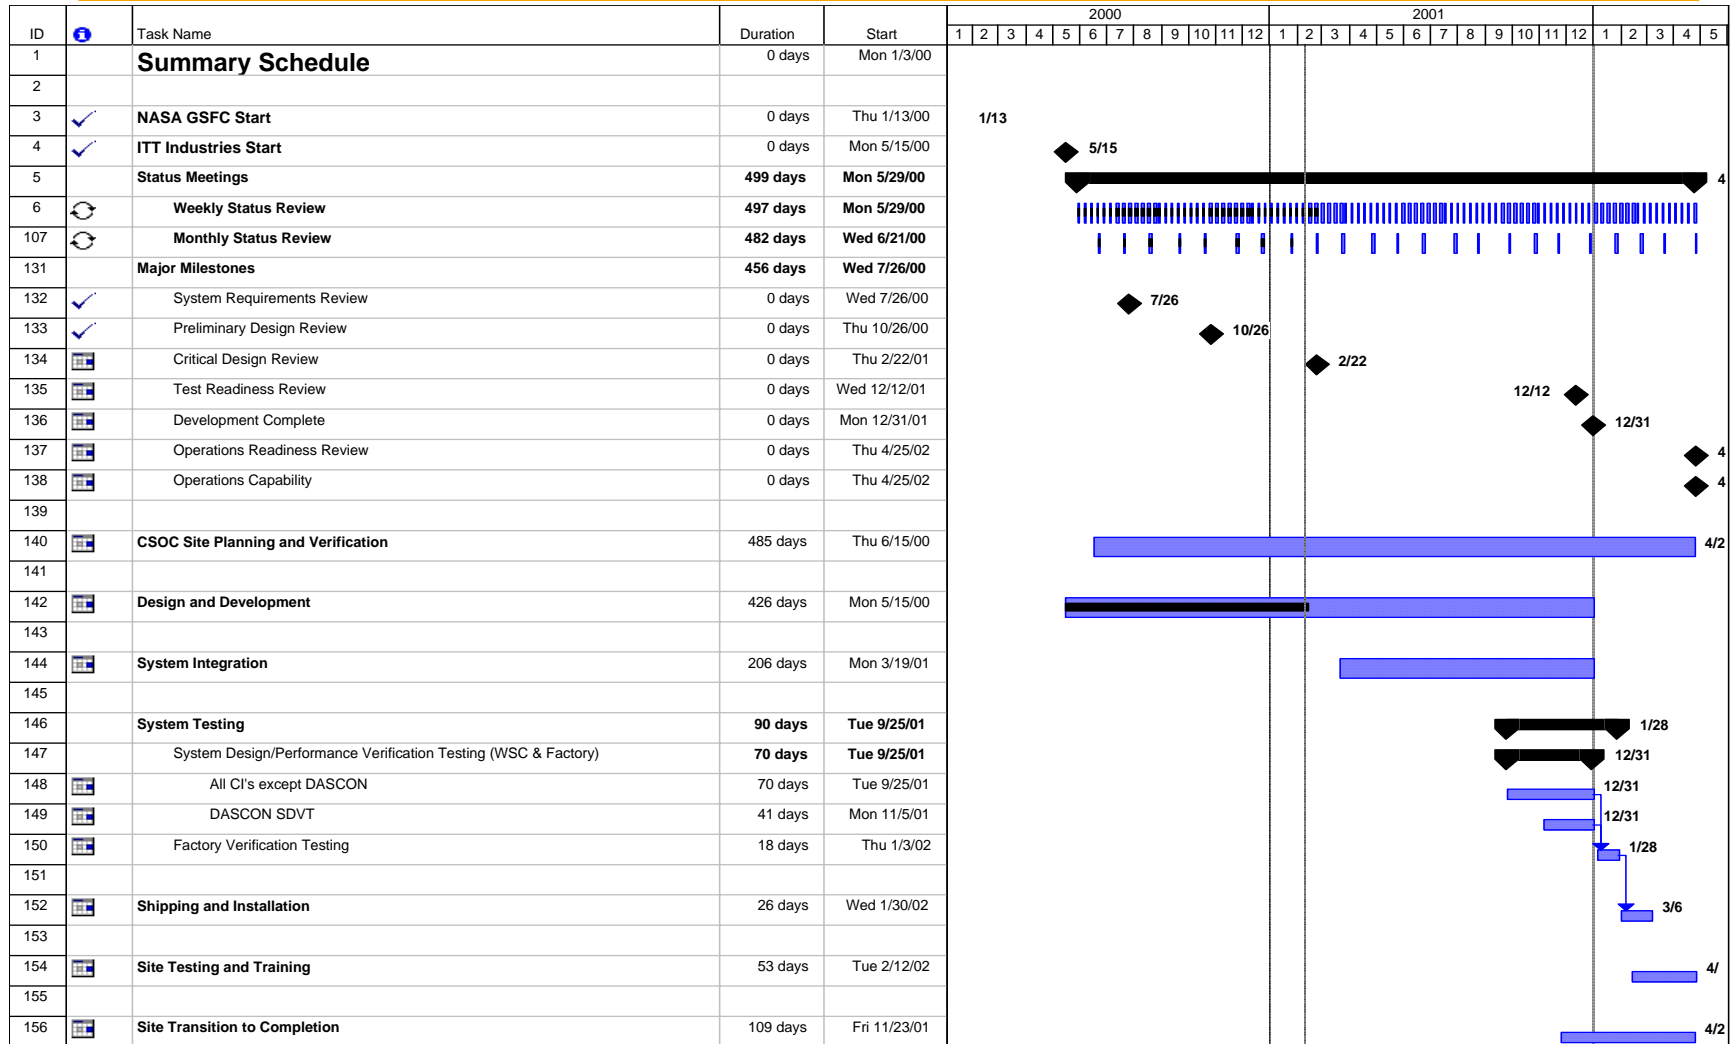 2000 2001
ID Task Name Duration Start 1 2 3 4 5 6 7 8 9 10 11 12 1 2 3 4 5 6 7 8 9 10 11 12 1 2 3 4 5
1 Summary Schedule 0 days Mon 1/3/00
2
3 NASA GSFC Start 0 days Thu 1/13/00 1/13
4 ITT Industries Start 0 days Mon 5/15/00 5/15
5 Status Meetings 499 days Mon 5/29/00 4
6 Weekly Status Review 497 days Mon 5/29/00
107 Monthly Status Review 482 days Wed 6/21/00
131 Major Milestones 456 days Wed 7/26/00
132 System Requirements Review 0 days Wed 7/26/00 7/26
133 Preliminary Design Review 0 days Thu 10/26/00 10/26
134 Critical Design Review 0 days Thu 2/22/01 2/22
135 Test Readiness Review 0 days Wed 12/12/01 12/12
136 Development Complete 0 days Mon 12/31/01 12/31
137 Operations Readiness Review 0 days Thu 4/25/02 4
138 Operations Capability 0 days Thu 4/25/02 4
139
140 CSOC Site Planning and Verification 485 days Thu 6/15/00 4/2
141
142 Design and Development 426 days Mon 5/15/00
143
144 System Integration 206 days Mon 3/19/01
145
146 System Testing 90 days Tue 9/25/01 1/28
147 System Design/Performance Verification Testing (WSC & Factory) 70 days Tue 9/25/01 12/31
148 All CI's except DASCON 70 days Tue 9/25/01 12/31
149 DASCON SDVT 41 days Mon 11/5/01 12/31
150 Factory Verification Testing 18 days Thu 1/3/02 1/28
151
152 Shipping and Installation 26 days Wed 1/30/02 3/6
153
154 Site Testing and Training 53 days Tue 2/12/02 4/
155
156 Site Transition to Completion 109 days Fri 11/23/01 4/2